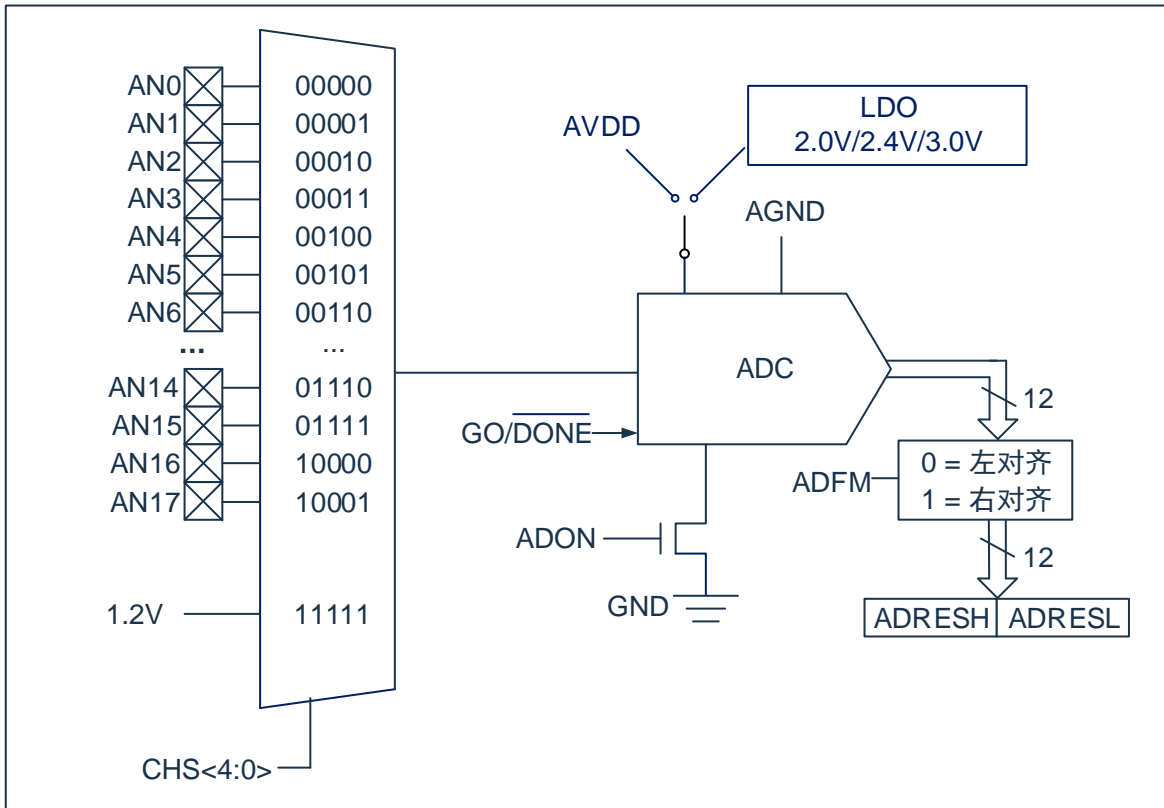 AN0 00000
AN1 00001
AN2 00010
AN3 00011
AN4 00100
AN5 00101
AN6 00110
... ...
AN14 01110
AN15 01111
AN16 10000
AN17 10001
1.2V 11111
CHS<4:0>
AVDD
LDO
2.0V/2.4V/3.0V
AGND
ADC
GO/DONE
ADON
GND
12
ADFM
0 = 左对齐
1 = 右对齐
12
ADRESH ADRESL